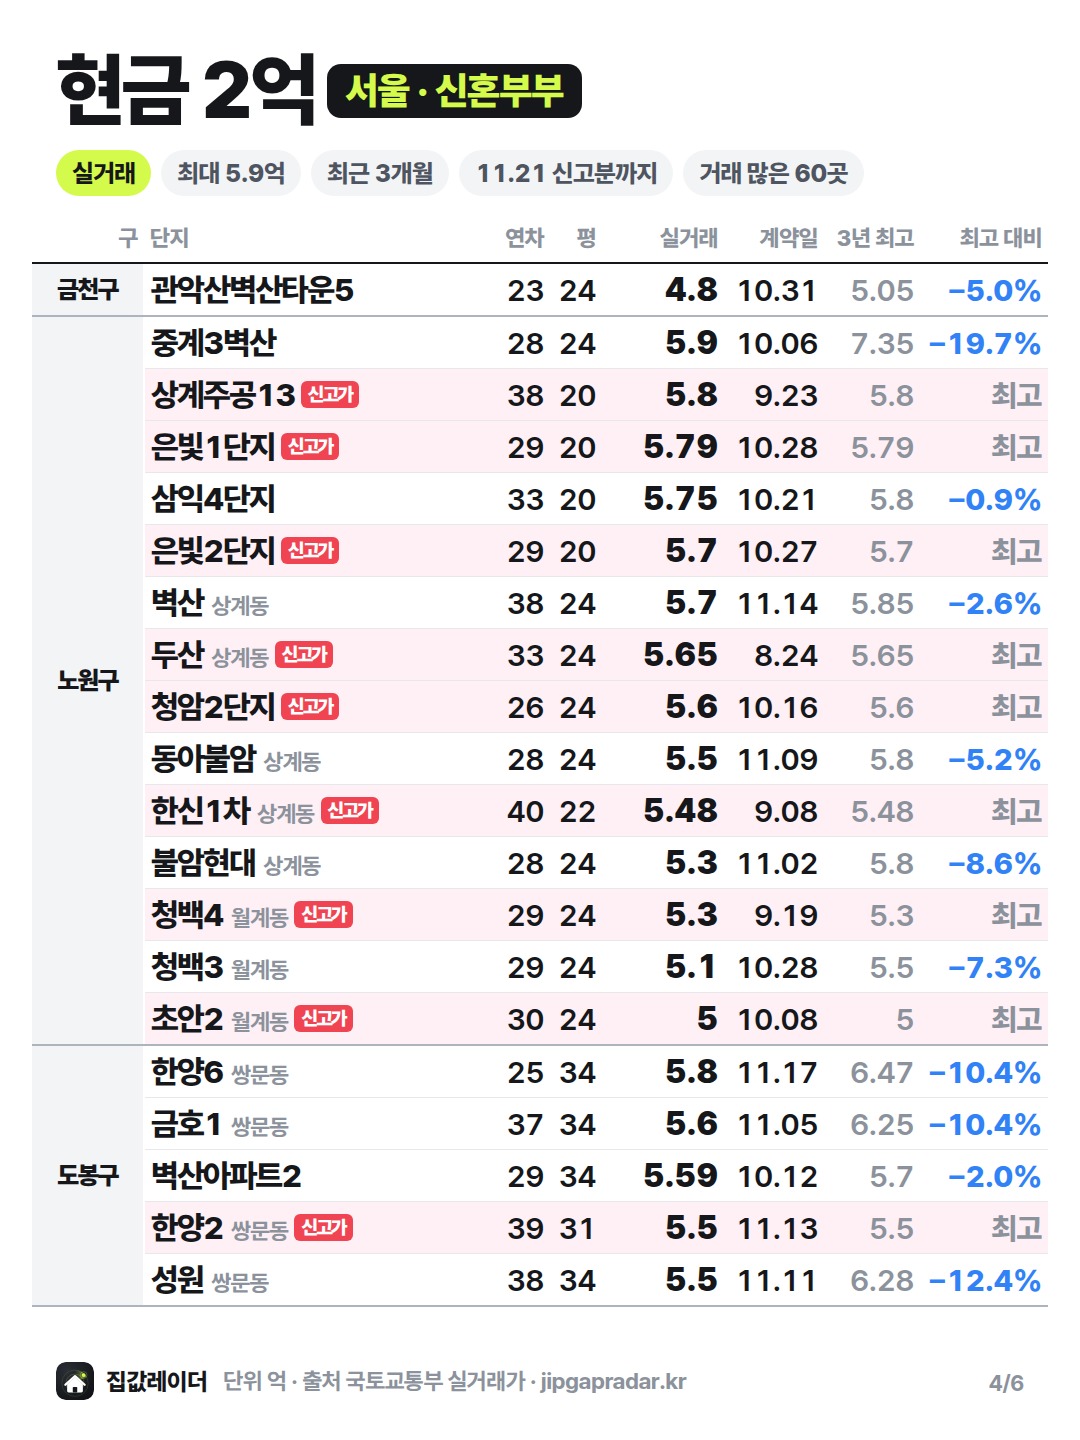 현금 2억 서울 · 신혼부부
실거래 최대 5.9억 최근 3개월 11.21 신고분까지 거래 많은 60곳
구 단지 연차 평 실거래 계약일 3년 최고 최고 대비
금천구 관악산벽산타운5 23 24 4.8 10.31 5.05 −5.0%
중계3벽산 28 24 5.9 10.06 7.35 −19.7%
상계주공13 신고가 38 20 5.8 9.23 5.8 최고
은빛1단지 신고가 29 20 5.79 10.28 5.79 최고
삼익4단지 33 20 5.75 10.21 5.8 −0.9%
은빛2단지 신고가 29 20 5.7 10.27 5.7 최고
벽산 상계동 38 24 5.7 11.14 5.85 −2.6%
두산 상계동 신고가 33 24 5.65 8.24 5.65 최고
노원구
청암2단지 신고가 26 24 5.6 10.16 5.6 최고
동아불암 상계동 28 24 5.5 11.09 5.8 −5.2%
한신1차 상계동 신고가 40 22 5.48 9.08 5.48 최고
불암현대 상계동 28 24 5.3 11.02 5.8 −8.6%
청백4 월계동 신고가 29 24 5.3 9.19 5.3 최고
청백3 월계동 29 24 5.1 10.28 5.5 −7.3%
초안2 월계동 신고가 30 24 5 10.08 5 최고
한양6 쌍문동 25 34 5.8 11.17 6.47 −10.4%
금호1 쌍문동 37 34 5.6 11.05 6.25 −10.4%
도봉구 벽산아파트2 29 34 5.59 10.12 5.7 −2.0%
한양2 쌍문동 신고가 39 31 5.5 11.13 5.5 최고
성원 쌍문동 38 34 5.5 11.11 6.28 −12.4%
집값레이더 단위 억 · 출처 국토교통부 실거래가 · jipgapradar.kr 4/6